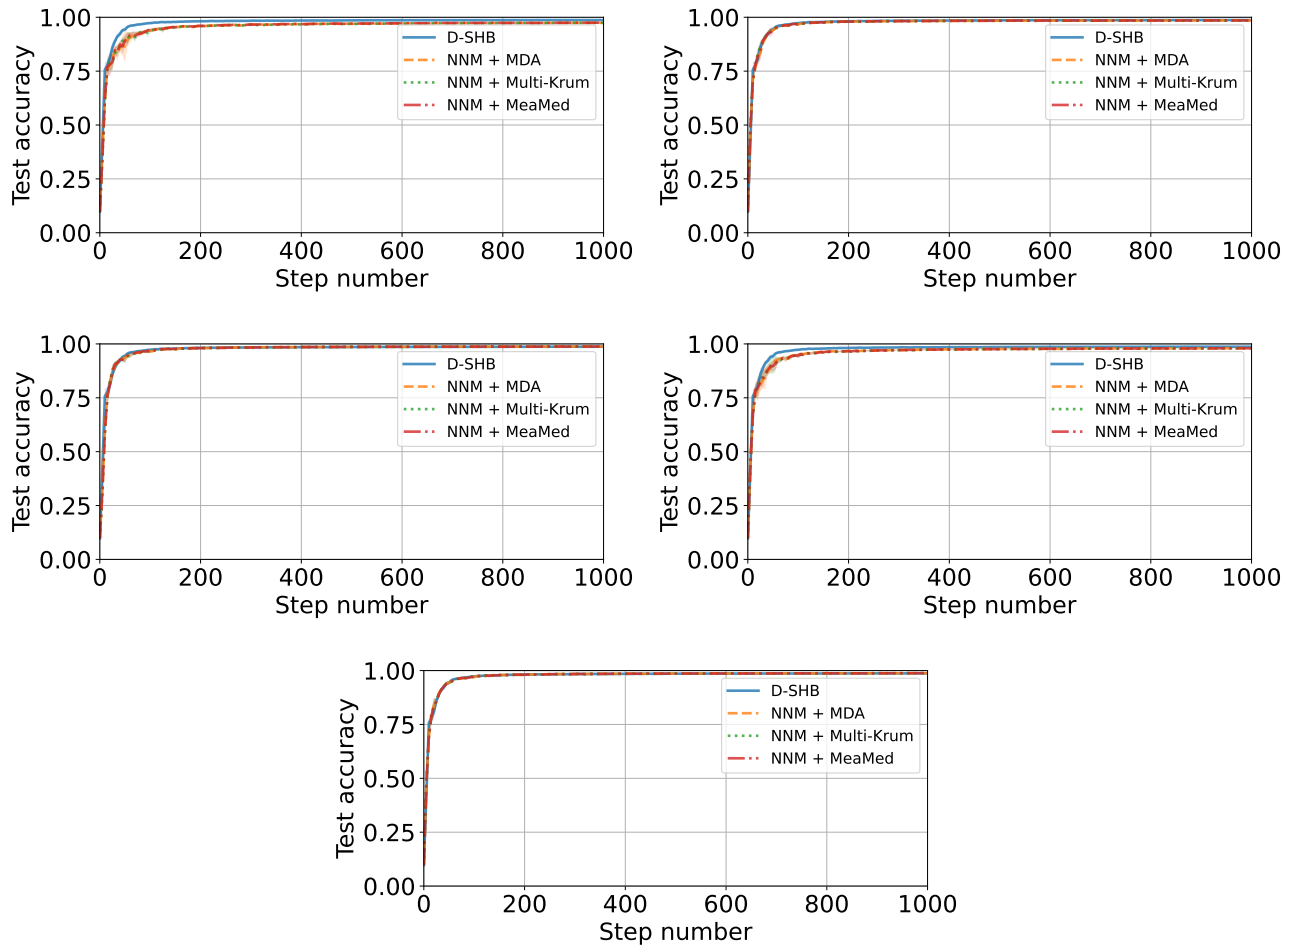 1.00
0.75
0.50
0.25
0.00
Test accuracy
D-SHB
NNM + MDA
NNM + Multi-Krum
NNM + MeaMed
0 200 400 600 800 1000
Step number
1.00
0.75
0.50
0.25
0.00
Test accuracy
D-SHB
NNM + MDA
NNM + Multi-Krum
NNM + MeaMed
0 200 400 600 800 1000
Step number
1.00
0.75
0.50
0.25
0.00
Test accuracy
D-SHB
NNM + MDA
NNM + Multi-Krum
NNM + MeaMed
0 200 400 600 800 1000
Step number
1.00
0.75
0.50
0.25
0.00
Test accuracy
D-SHB
NNM + MDA
NNM + Multi-Krum
NNM + MeaMed
0 200 400 600 800 1000
Step number
1.00
0.75
0.50
0.25
0.00
Test accuracy
D-SHB
NNM + MDA
NNM + Multi-Krum
NNM + MeaMed
0 200 400 600 800 1000
Step number